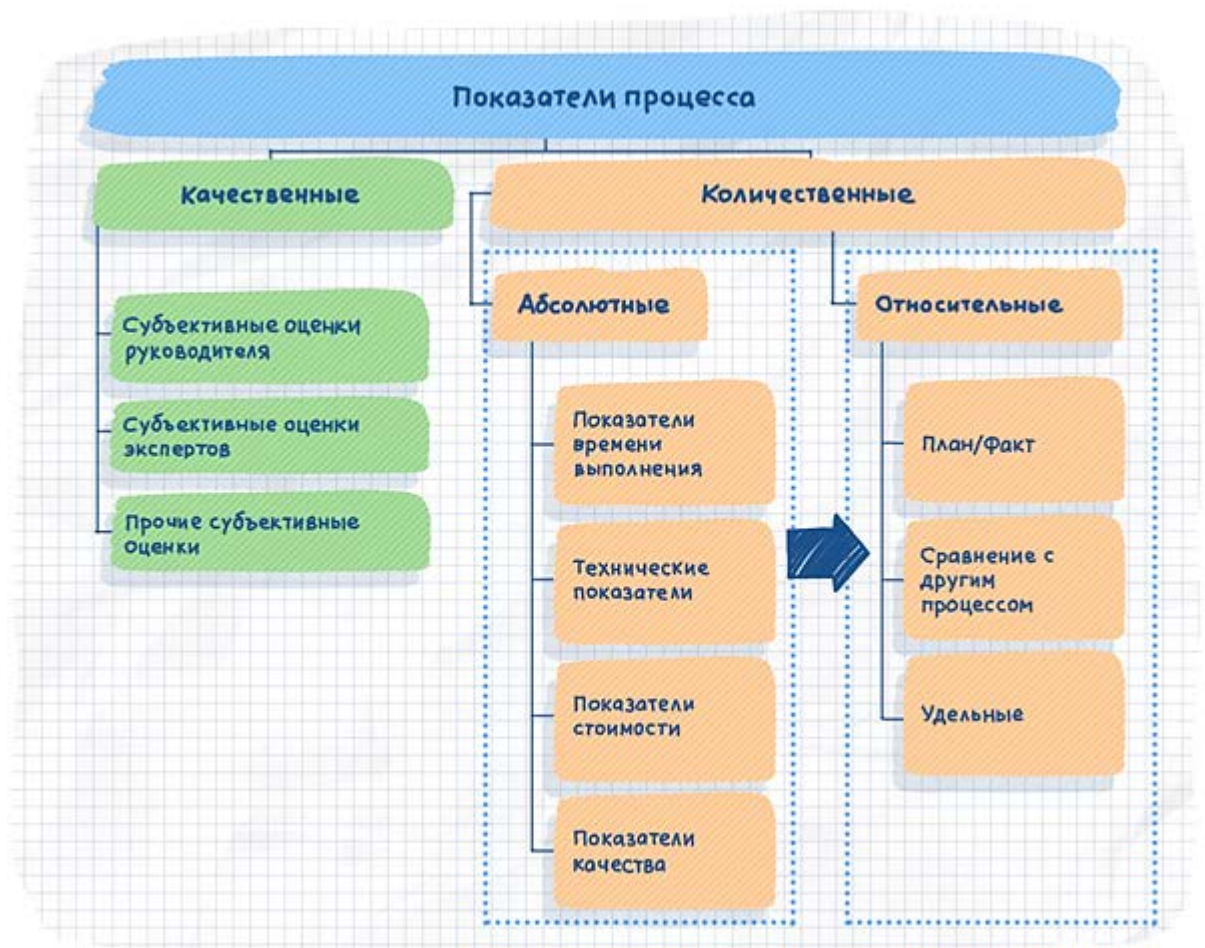 Показатели процесса
Качественные
Субъективные оценки
руководителя
Субъективные оценки
экспертов
Прочие субъективные
оценки
Количественные
Абсолютные
Показатели
времени
выполнения
Технические
показатели
Показатели
стоимости
Показатели
качества
Относительные
План/Факт
Сравнение с
другим
процессом
Удельные